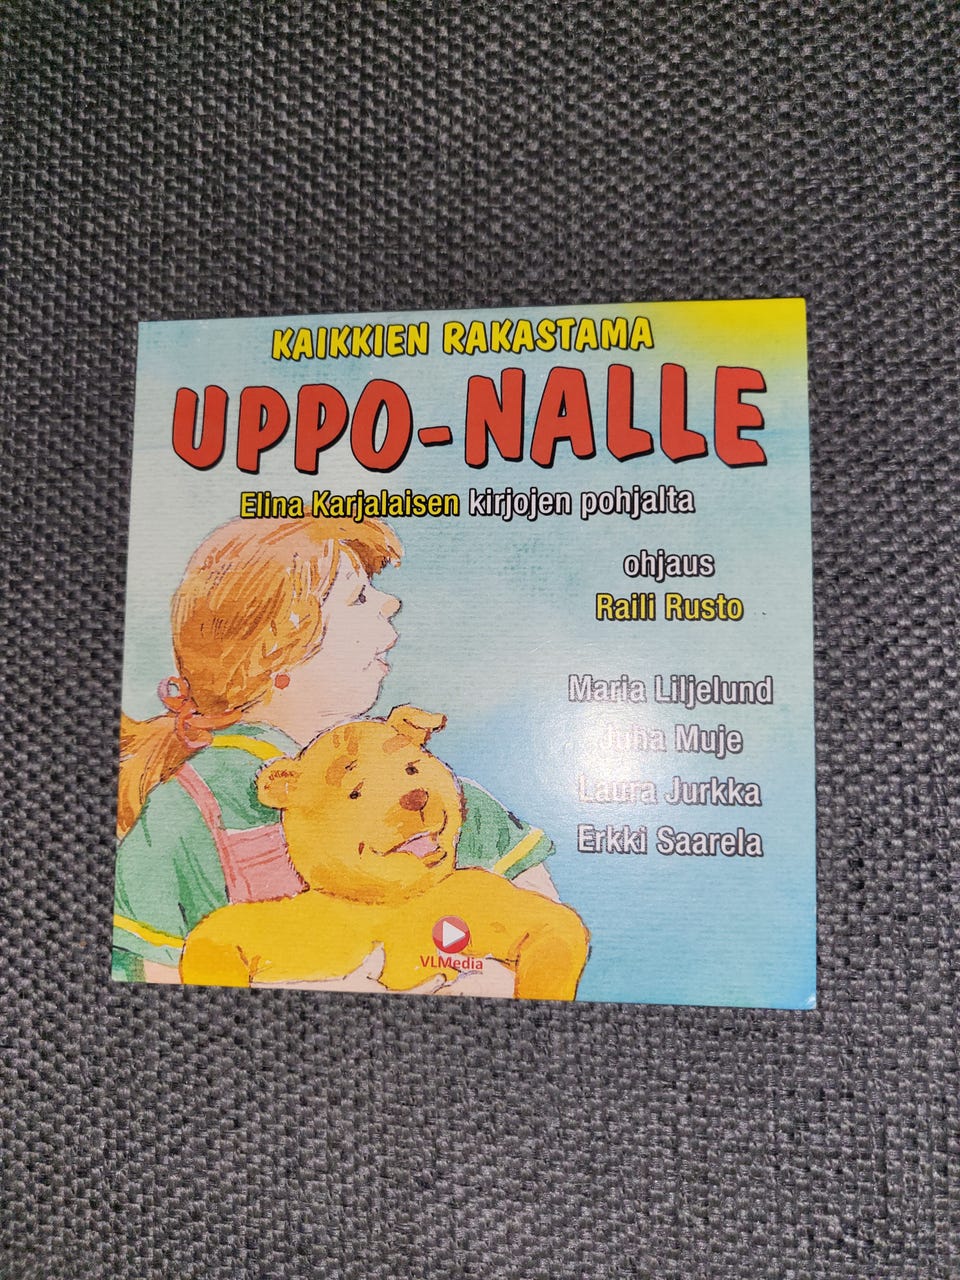 KAIKKIEN RAKASTAMA
UPPO-NALLE
Elina Karjalaisen kirjojen pohjalta
ohjaus
Raili Rusto
Maria Liljelund
Juha Muje
Laura Jurkka
Erkki Saarela
VLMedia